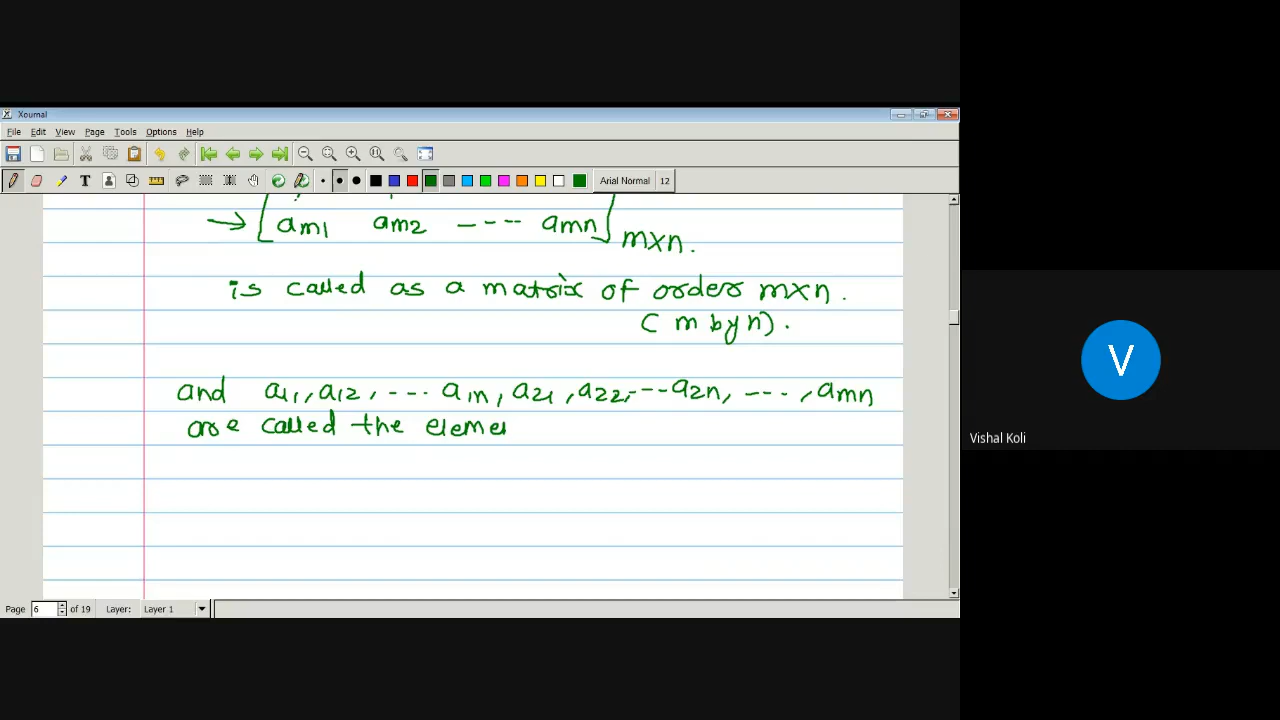 Xournal
File Edit View Page Tools Options Help
Arial Normal 12
→ [ am1 am2 ---- amn ] m×n.
is called as a matrix of order m×n.
( m by n).
and a11, a12, .... a1n, a21, a22, --- a2n, ...., amn
are called the eleme
Page 6 of 19 Layer: Layer 1
V
Vishal Koli